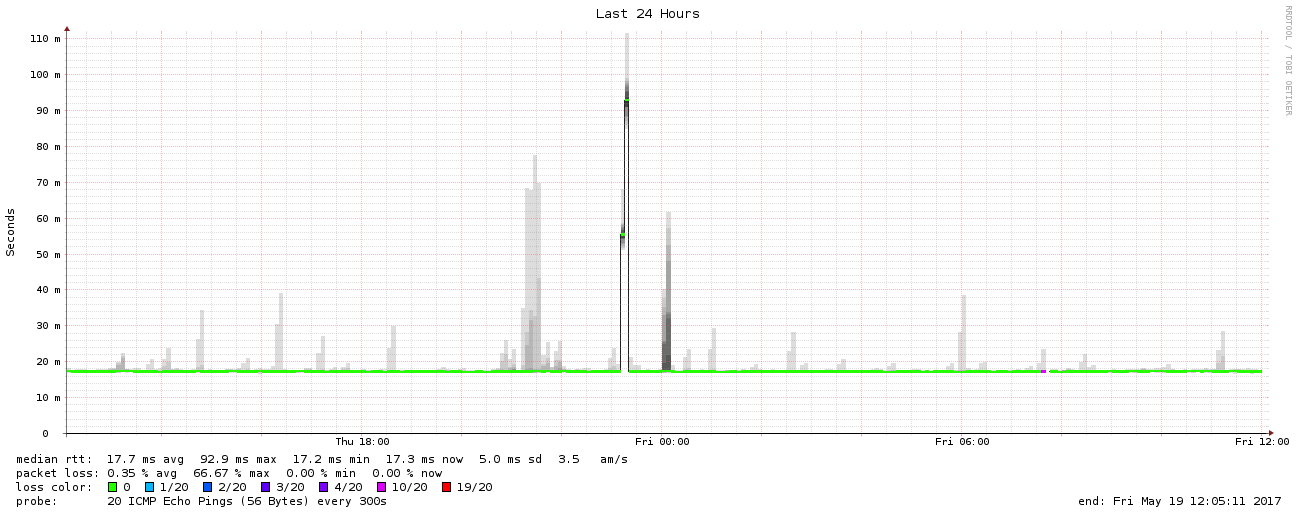 Last 24 Hours
RRDTOOL / TOBI OETIKER
110 m
100 m
90 m
80 m
70 m
60 m
50 m
40 m
30 m
20 m
10 m
0
Seconds
Thu 18:00 Fri 00:00 Fri 06:00 Fri 12:00
median rtt: 17.7 ms avg 92.9 ms max 17.2 ms min 17.3 ms now 5.0 ms sd 3.5 am/s
packet loss: 0.35 % avg 66.67 % max 0.00 % min 0.00 % now
loss color: 0 1/20 2/20 3/20 4/20 10/20 19/20
probe: 20 ICMP Echo Pings (56 Bytes) every 300s end: Fri May 19 12:05:11 2017